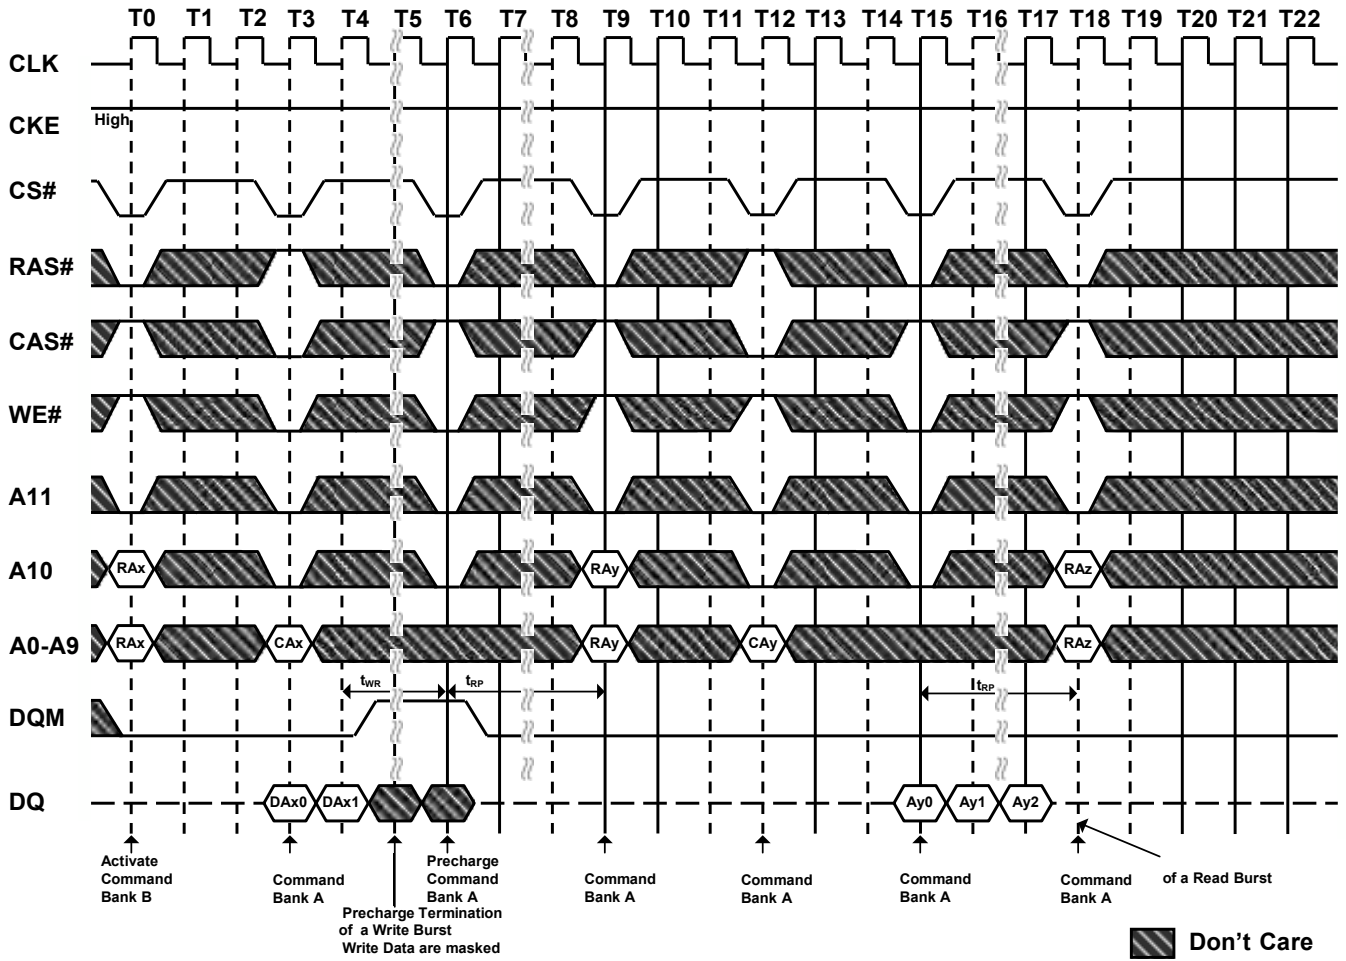 T0 T1 T2 T3 T4 T5 T6 T7 T8 T9 T10 T11 T12 T13 T14 T15 T16 T17 T18 T19 T20 T21 T22
CLK
CKE High
CS#
RAS#
CAS#
WE#
A11
A10 RAx RAy RAz
A0-A9 RAx CAx RAy CAy RAz
tWR tRP tRP
DQM
DQ DAx0 DAx1 Ay0 Ay1 Ay2
Activate
Command
Bank B
Command
Bank A
Precharge Termination
of a Write Burst
Write Data are masked
Precharge
Command
Bank A
Command
Bank A
Command
Bank A
Command
Bank A
Command
Bank A
of a Read Burst
Don't Care